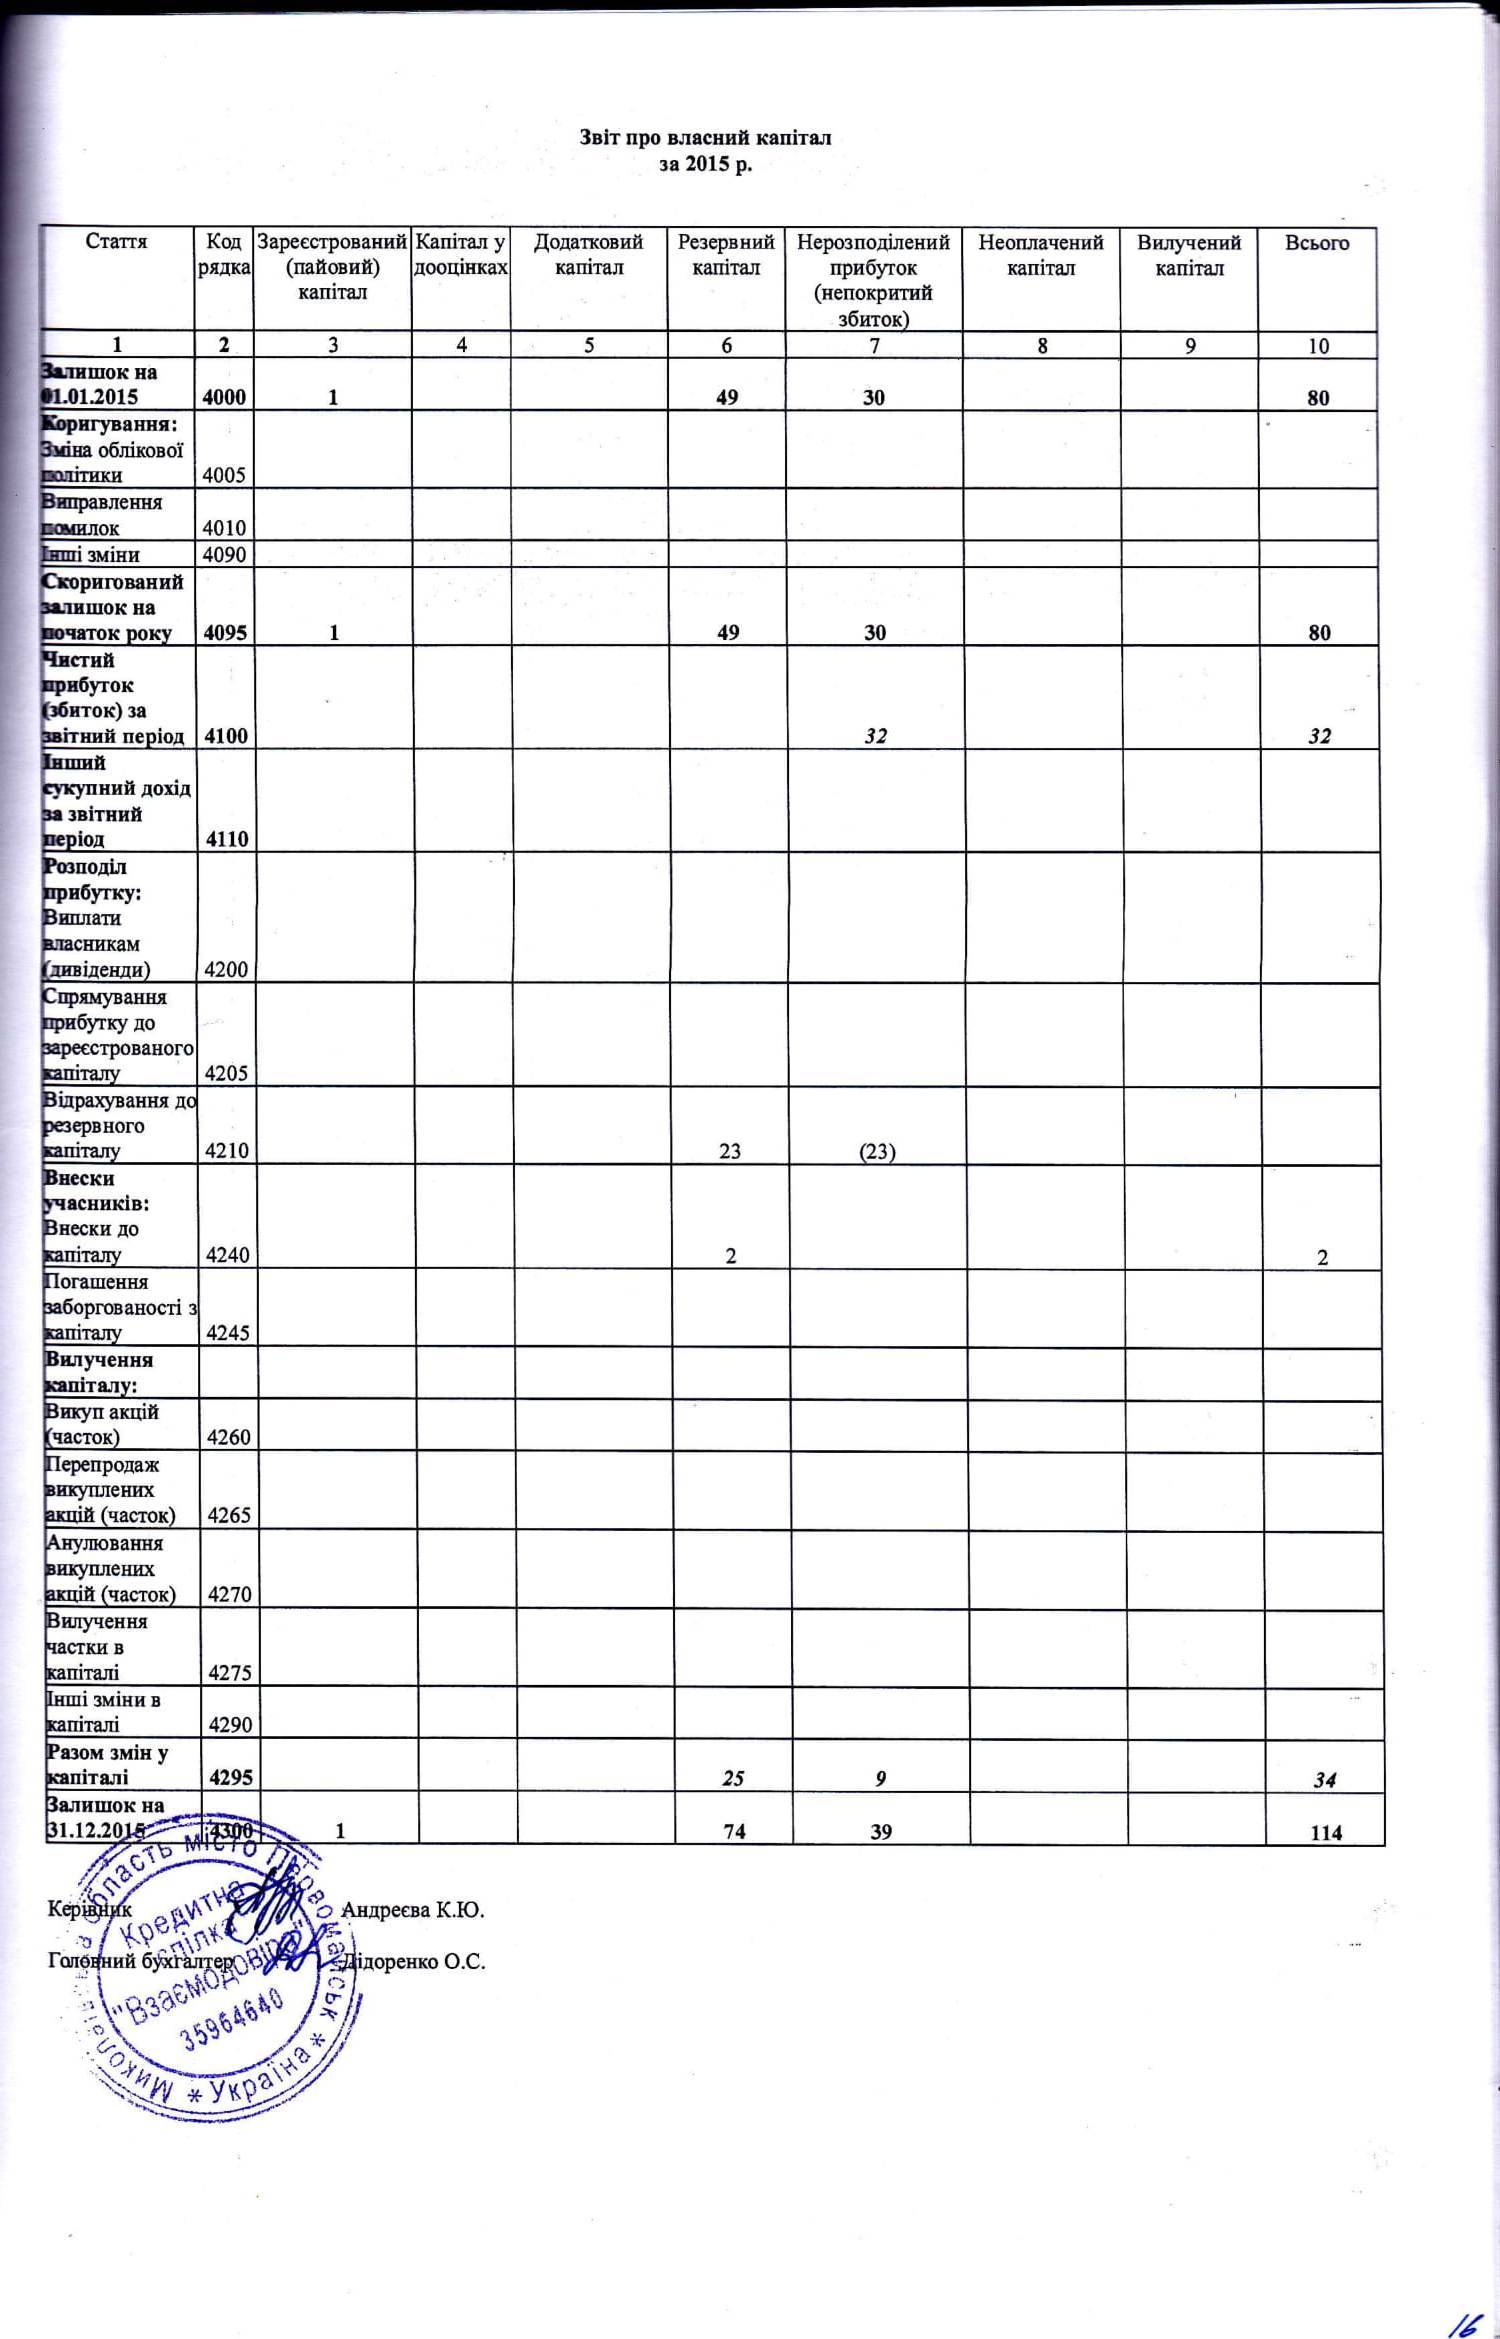 Звіт про власний капітал
за 2015 р.
Стаття Код рядка Зареєстрований (пайовий) капітал Капітал у дооцінках Додатковий капітал Резервний капітал Нерозподілений прибуток (непокритий збиток) Неоплачений капітал Вилучений капітал Всього
1 2 3 4 5 6 7 8 9 10
Залишок на
01.01.2015 4000 1 49 30 80
Коригування:
Зміна облікової
політики 4005
Виправлення
помилок 4010
Інші зміни 4090
Скоригований
залишок на
початок року 4095 1 49 30 80
Чистий
прибуток
(збиток) за
звітний період 4100 32 32
Інший
сукупний дохід
за звітний
період 4110
Розподіл
прибутку:
Виплати
власникам
(дивіденди) 4200
Спрямування
прибутку до
зареєстрованого
капіталу 4205
Відрахування до
резервного
капіталу 4210 23 (23)
Внески
учасників:
Внески до
капіталу 4240 2 2
Погашення
заборгованості з
капіталу 4245
Вилучення
капіталу:
Викуп акцій
(часток) 4260
Перепродаж
викуплених
акцій (часток) 4265
Анулювання
викуплених
акцій (часток) 4270
Вилучення
частки в
капіталі 4275
Інші зміни в
капіталі 4290
Разом змін у
капіталі 4295 25 9 34
Залишок на
31.12.2015 4300 1 74 39 114
Керівник Андреєва К.Ю.
Головний бухгалтер Дідоренко О.С.
область місто Первомайськ * Україна *
Кредитна
спілка
"Взаємодовіра"
35964640
16